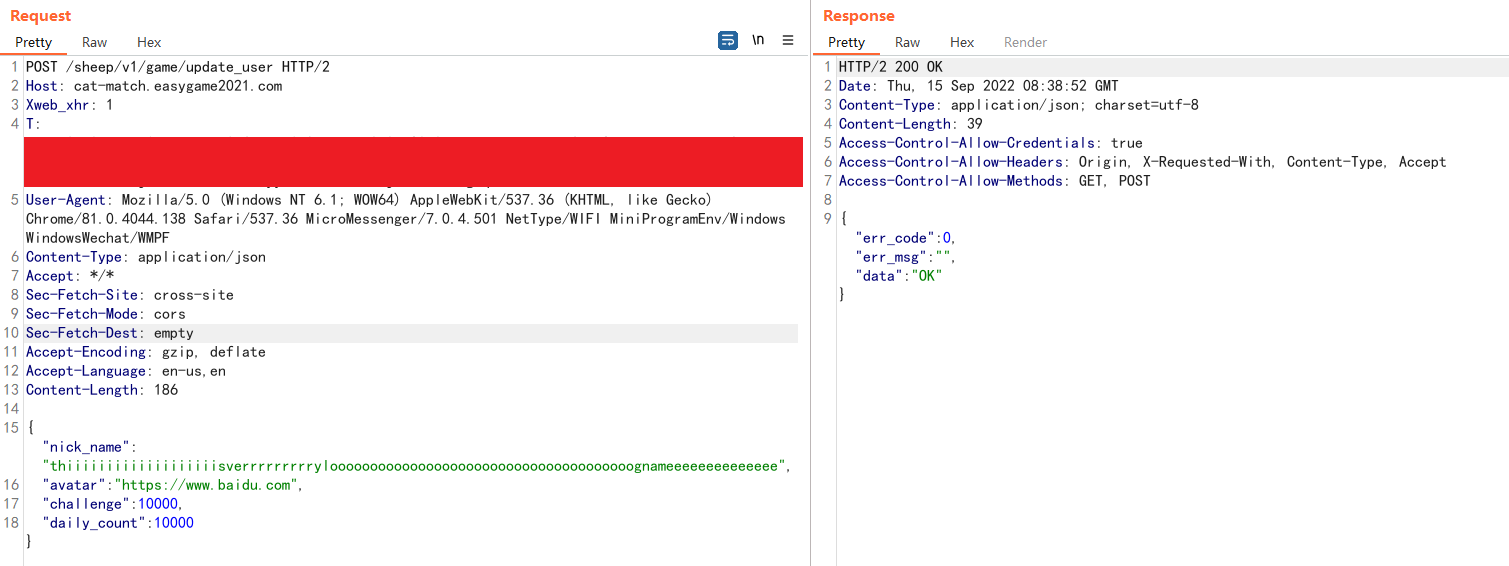 Request
Pretty Raw Hex \n
1 POST /sheep/v1/game/update_user HTTP/2
2 Host: cat-match.easygame2021.com
3 Xweb_xhr: 1
4 T:
5 User-Agent: Mozilla/5.0 (Windows NT 6.1; WOW64) AppleWebKit/537.36 (KHTML, like Gecko)
Chrome/81.0.4044.138 Safari/537.36 MicroMessenger/7.0.4.501 NetType/WIFI MiniProgramEnv/Windows
WindowsWechat/WMPF
6 Content-Type: application/json
7 Accept: */*
8 Sec-Fetch-Site: cross-site
9 Sec-Fetch-Mode: cors
10 Sec-Fetch-Dest: empty
11 Accept-Encoding: gzip, deflate
12 Accept-Language: en-us,en
13 Content-Length: 186
14
15 {
"nick_name":
"thiiiiiiiiiiiiiiiiiiisverrrrrrrrryloooooooooooooooooooooooooooooooooooooognameeeeeeeeeeeeee",
16 "avatar":"https://www.baidu.com",
17 "challenge":10000,
18 "daily_count":10000
}
Response
Pretty Raw Hex Render
1 HTTP/2 200 OK
2 Date: Thu, 15 Sep 2022 08:38:52 GMT
3 Content-Type: application/json; charset=utf-8
4 Content-Length: 39
5 Access-Control-Allow-Credentials: true
6 Access-Control-Allow-Headers: Origin, X-Requested-With, Content-Type, Accept
7 Access-Control-Allow-Methods: GET, POST
8
9 {
"err_code":0,
"err_msg":"",
"data":"OK"
}